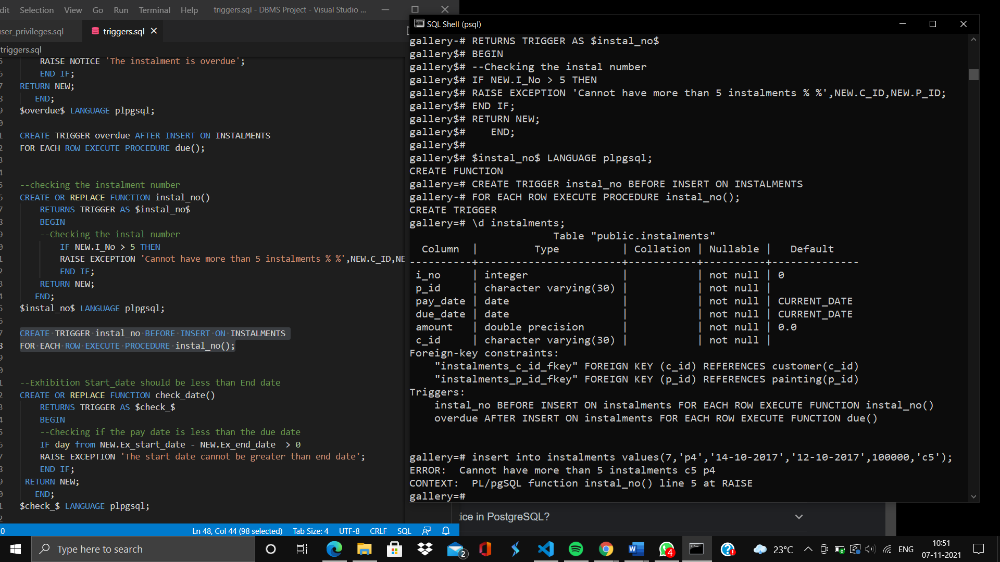 dit Selection View Go Run Terminal Help triggers.sql - DBMS Project - Visual Studio ...
ser_privileges.sql triggers.sql
triggers.sql
RAISE NOTICE 'The instalment is overdue';
END IF;
RETURN NEW;
END;
$overdue$ LANGUAGE plpgsql;
CREATE TRIGGER overdue AFTER INSERT ON INSTALMENTS
FOR EACH ROW EXECUTE PROCEDURE due();
--checking the instalment number
CREATE OR REPLACE FUNCTION instal_no()
RETURNS TRIGGER AS $instal_no$
BEGIN
--Checking the instal number
IF NEW.I_No > 5 THEN
RAISE EXCEPTION 'Cannot have more than 5 instalments % %',NEW.C_ID,NE
END IF;
RETURN NEW;
END;
$instal_no$ LANGUAGE plpgsql;
CREATE TRIGGER instal_no BEFORE INSERT ON INSTALMENTS
FOR EACH ROW EXECUTE PROCEDURE instal_no();
--Exhibition Start_date should be less than End date
CREATE OR REPLACE FUNCTION check_date()
RETURNS TRIGGER AS $check_$
BEGIN
--Checking if the pay date is less than the due date
IF day from NEW.Ex_start_date - NEW.Ex_end_date > 0
RAISE EXCEPTION 'The start date cannot be greater than end date';
END IF;
RETURN NEW;
END;
$check_$ LANGUAGE plpgsql;
0 Ln 48, Col 44 (98 selected) Tab Size: 4 UTF-8 CRLF SQL
SQL Shell (psql)
gallery-# RETURNS TRIGGER AS $instal_no$
gallery$# BEGIN
gallery$# --Checking the instal number
gallery$# IF NEW.I_No > 5 THEN
gallery$# RAISE EXCEPTION 'Cannot have more than 5 instalments % %',NEW.C_ID,NEW.P_ID;
gallery$# END IF;
gallery$# RETURN NEW;
gallery$# END;
gallery$#
gallery$# $instal_no$ LANGUAGE plpgsql;
CREATE FUNCTION
gallery=# CREATE TRIGGER instal_no BEFORE INSERT ON INSTALMENTS
gallery-# FOR EACH ROW EXECUTE PROCEDURE instal_no();
CREATE TRIGGER
gallery=# \d instalments;
Table "public.instalments"
Column | Type | Collation | Nullable | Default
----------+-----------------------+-----------+----------+--------------
i_no | integer | | not null | 0
p_id | character varying(30) | | not null |
pay_date | date | | not null | CURRENT_DATE
due_date | date | | not null | CURRENT_DATE
amount | double precision | | not null | 0.0
c_id | character varying(30) | | not null |
Foreign-key constraints:
"instalments_c_id_fkey" FOREIGN KEY (c_id) REFERENCES customer(c_id)
"instalments_p_id_fkey" FOREIGN KEY (p_id) REFERENCES painting(p_id)
Triggers:
instal_no BEFORE INSERT ON instalments FOR EACH ROW EXECUTE FUNCTION instal_no()
overdue AFTER INSERT ON instalments FOR EACH ROW EXECUTE FUNCTION due()
gallery=# insert into instalments values(7,'p4','14-10-2017','12-10-2017',100000,'c5');
ERROR: Cannot have more than 5 instalments c5 p4
CONTEXT: PL/pgSQL function instal_no() line 5 at RAISE
gallery=#
ice in PostgreSQL?
Type here to search 2 4 23°C ENG 10:51
07-11-2021